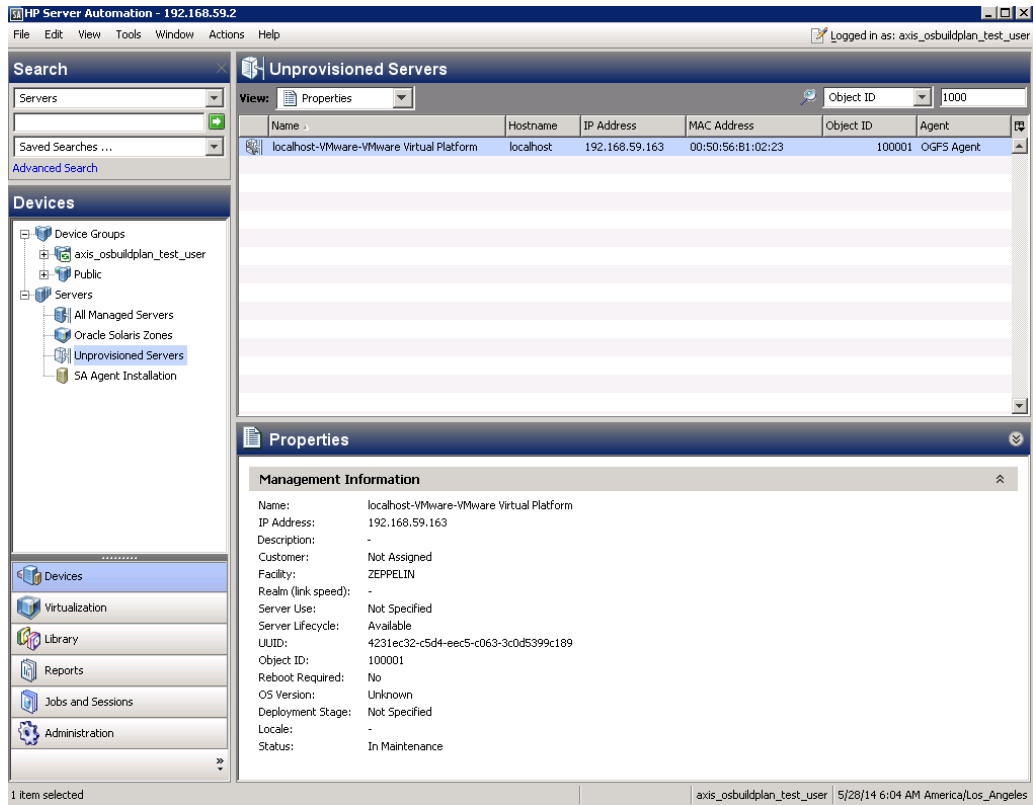 HP Server Automation - 192.168.59.2
File Edit View Tools Window Actions Help
Logged in as: axis_osbuildplan_test_user
Search
Servers
Saved Searches ...
Advanced Search
Devices
Device Groups
axis_osbuildplan_test_user
Public
Servers
All Managed Servers
Oracle Solaris Zones
Unprovisioned Servers
SA Agent Installation
Devices
Virtualization
Library
Reports
Jobs and Sessions
Administration
Unprovisioned Servers
View: Properties Object ID 1000
Name Hostname IP Address MAC Address Object ID Agent
localhost-VMware-VMware Virtual Platform localhost 192.168.59.163 00:50:56:B1:02:23 100001 OGFS Agent
Properties
Management Information
Name: localhost-VMware-VMware Virtual Platform
IP Address: 192.168.59.163
Description: -
Customer: Not Assigned
Facility: ZEPPELIN
Realm (link speed): -
Server Use: Not Specified
Server Lifecycle: Available
UUID: 4231ec32-c5d4-eec5-c063-3c0d5399c189
Object ID: 100001
Reboot Required: No
OS Version: Unknown
Deployment Stage: Not Specified
Locale: -
Status: In Maintenance
1 item selected
axis_osbuildplan_test_user 5/28/14 6:04 AM America/Los_Angeles